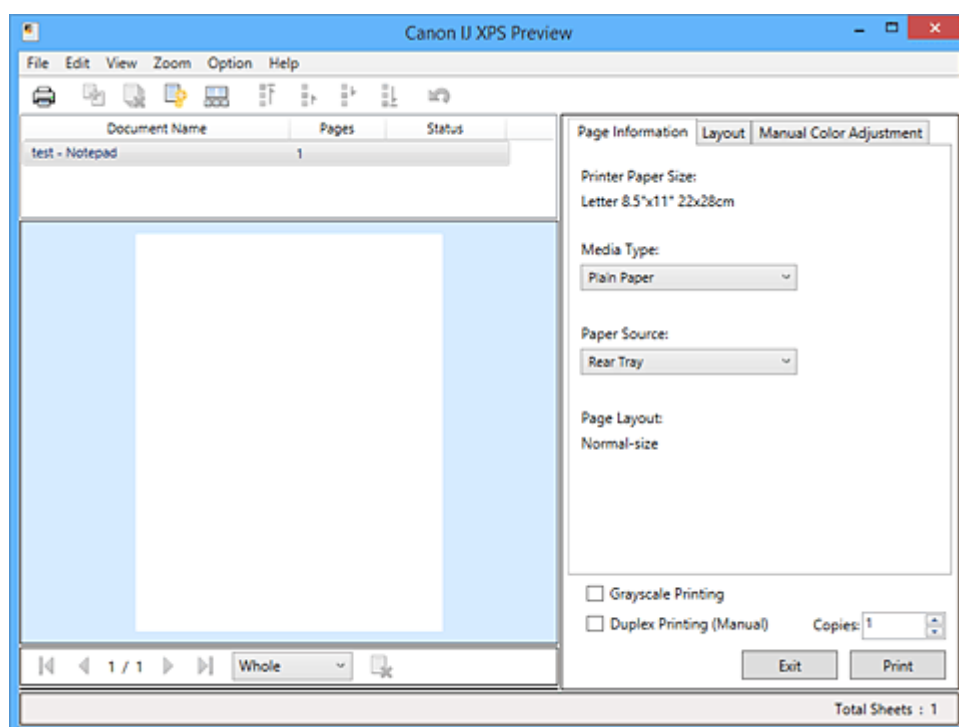 Canon IJ XPS Preview
File Edit View Zoom Option Help
Document Name Pages Status
test - Notepad 1
Page Information Layout Manual Color Adjustment
Printer Paper Size:
Letter 8.5"x11" 22x28cm
Media Type:
Plain Paper
Paper Source:
Rear Tray
Page Layout:
Normal-size
Grayscale Printing
Duplex Printing (Manual) Copies: 1
1 / 1 Whole
Exit Print
Total Sheets : 1